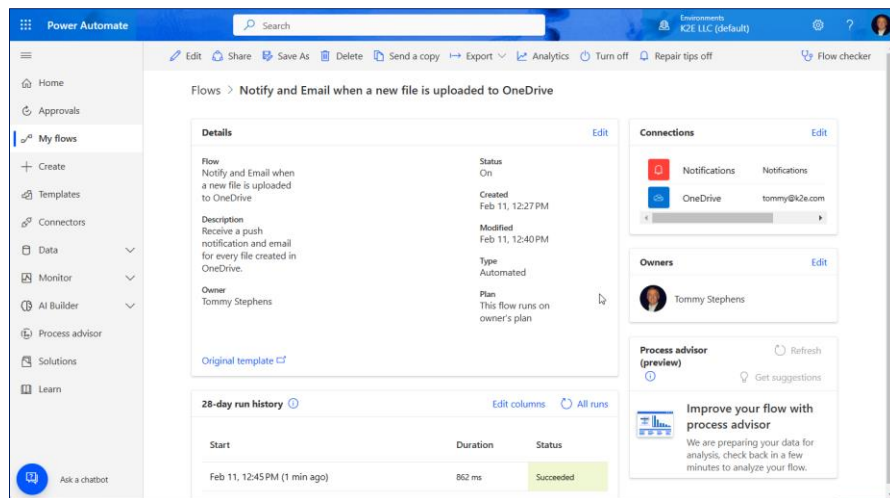 Power Automate
Search
Environments
K2E LLC (default)
?
Edit Share Save As Delete Send a copy Export Analytics Turn off Repair tips off Flow checker
Home
Approvals
My flows
Create
Templates
Connectors
Data
Monitor
AI Builder
Process advisor
Solutions
Learn
Ask a chatbot
Flows > Notify and Email when a new file is uploaded to OneDrive
Details Edit
Flow
Notify and Email when
a new file is uploaded
to OneDrive
Description
Receive a push
notification and email
for every file created in
OneDrive.
Owner
Tommy Stephens
Status
On
Created
Feb 11, 12:27 PM
Modified
Feb 11, 12:40 PM
Type
Automated
Plan
This flow runs on
owner's plan
Original template
28-day run history Edit columns All runs
Start Duration Status
Feb 11, 12:45 PM (1 min ago) 862 ms Succeeded
Connections Edit
Notifications Notifications
OneDrive tommy@k2e.com
Owners Edit
Tommy Stephens
Process advisor
(preview)
Refresh
Get suggestions
Improve your flow with
process advisor
We are preparing your data for
analysis, check back in a few
minutes to analyze your flow.